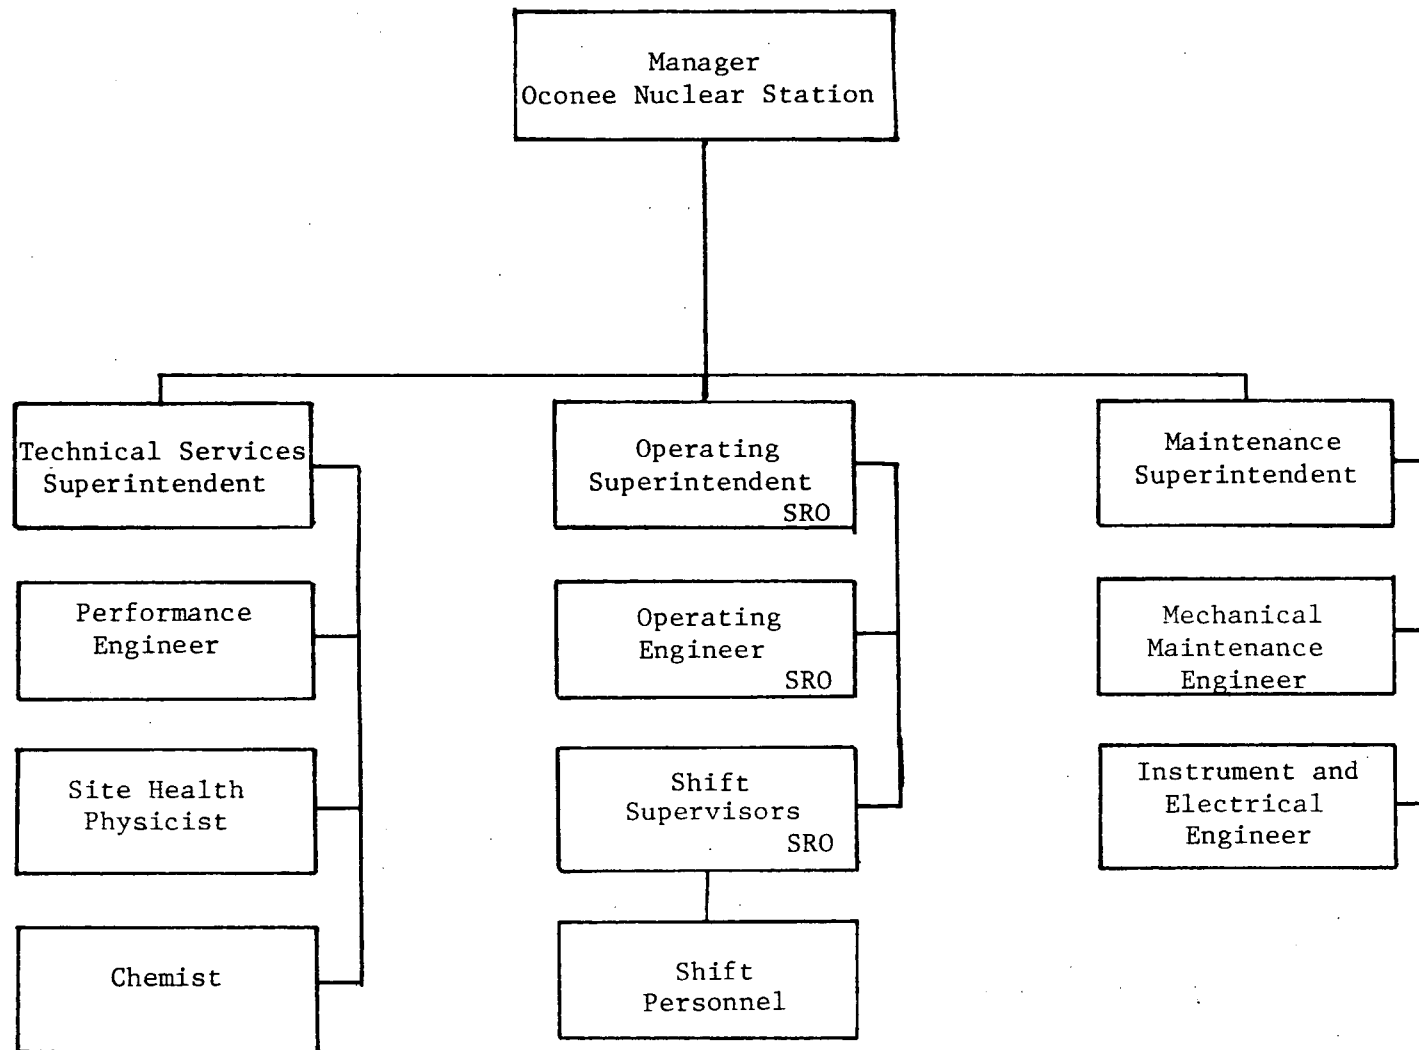 Manager
Oconee Nuclear Station
Technical Services
Superintendent
Operating
Superintendent
SRO
Maintenance
Superintendent
Performance
Engineer
Operating
Engineer
SRO
Mechanical
Maintenance
Engineer
Site Health
Physicist
Shift
Supervisors
SRO
Instrument and
Electrical
Engineer
Chemist
Shift
Personnel